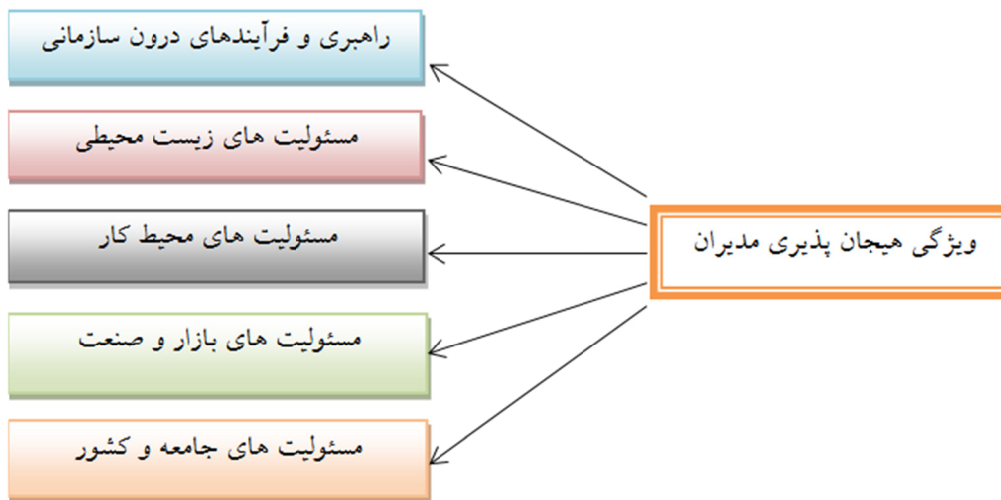 ویژگی هیجان پذیری مدیران
راهبری و فرآیندهای درون سازمانی
مسئولیت های زیست محیطی
مسئولیت های محیط کار
مسئولیت های بازار و صنعت
مسئولیت های جامعه و کشور